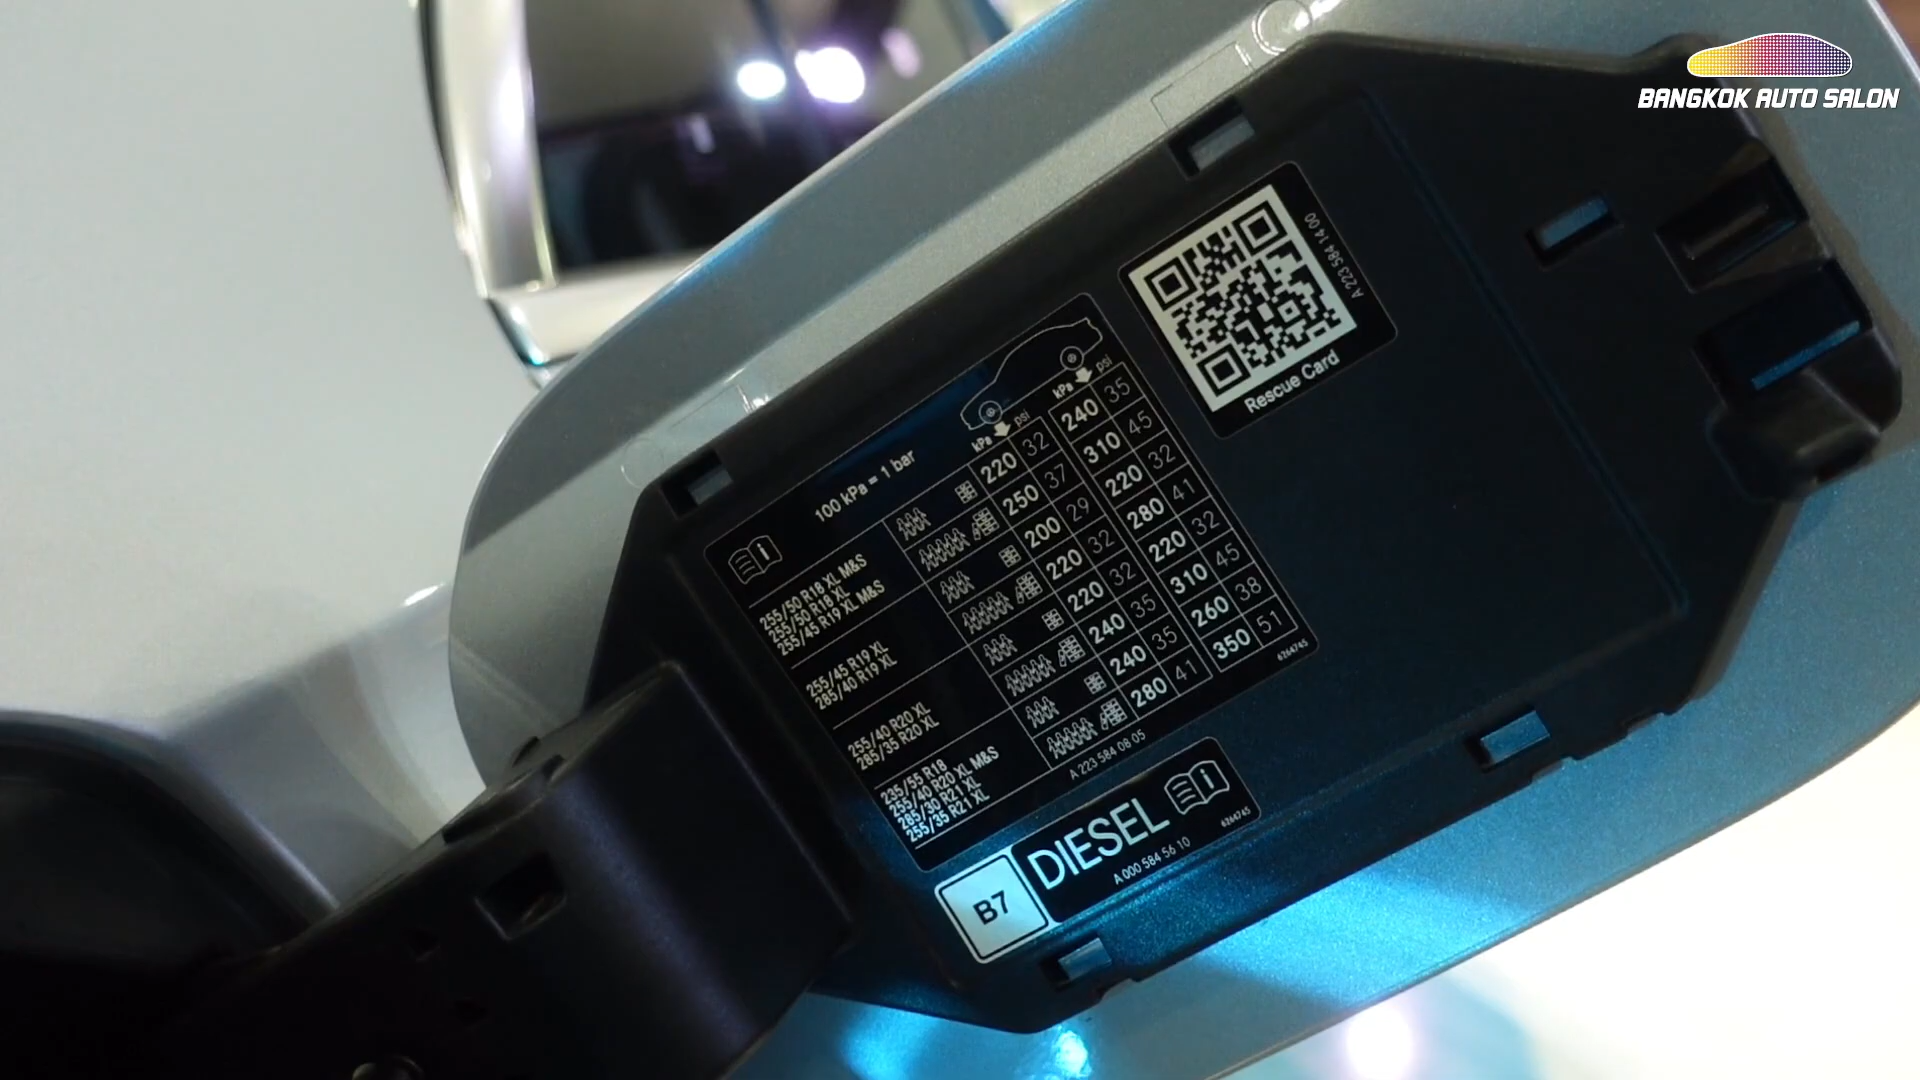 BANGKOK AUTO SALON
A 223 584 14 00
Rescue Card
100 kPa = 1 bar
kPa psi kPa psi
255/50 R18 XL M&S
255/50 R18 XL
255/45 R19 XL M&S
220 32 240 35
250 37 310 45
255/45 R19 XL
285/40 R19 XL
200 29 220 32
220 32 280 41
255/40 R20 XL
285/35 R20 XL
220 32 220 32
240 35 310 45
235/55 R18
255/40 R20 XL M&S
285/30 R21 XL
255/35 R21 XL
240 35 260 38
280 41 350 51
A 223 584 08 05
6264745
B7
DIESEL
A 000 584 56 10
6264745